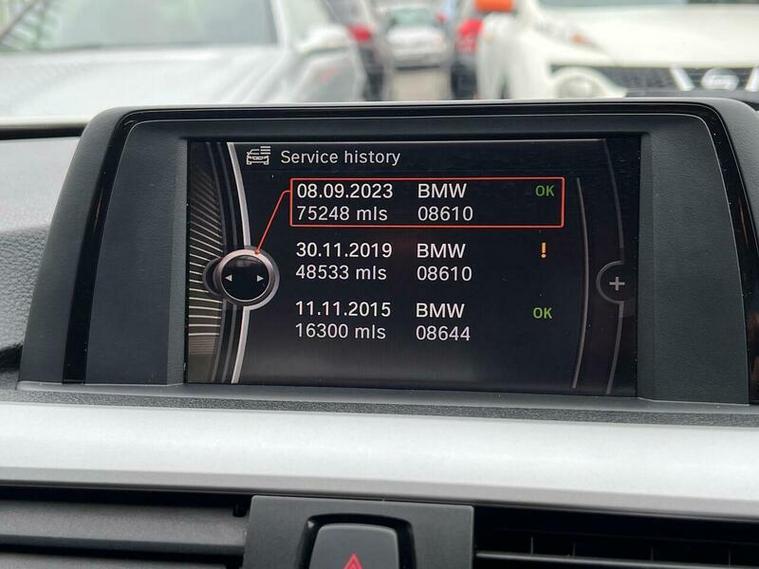 Service history
08.09.2023 BMW OK
75248 mls 08610
30.11.2019 BMW !
48533 mls 08610
11.11.2015 BMW OK
16300 mls 08644